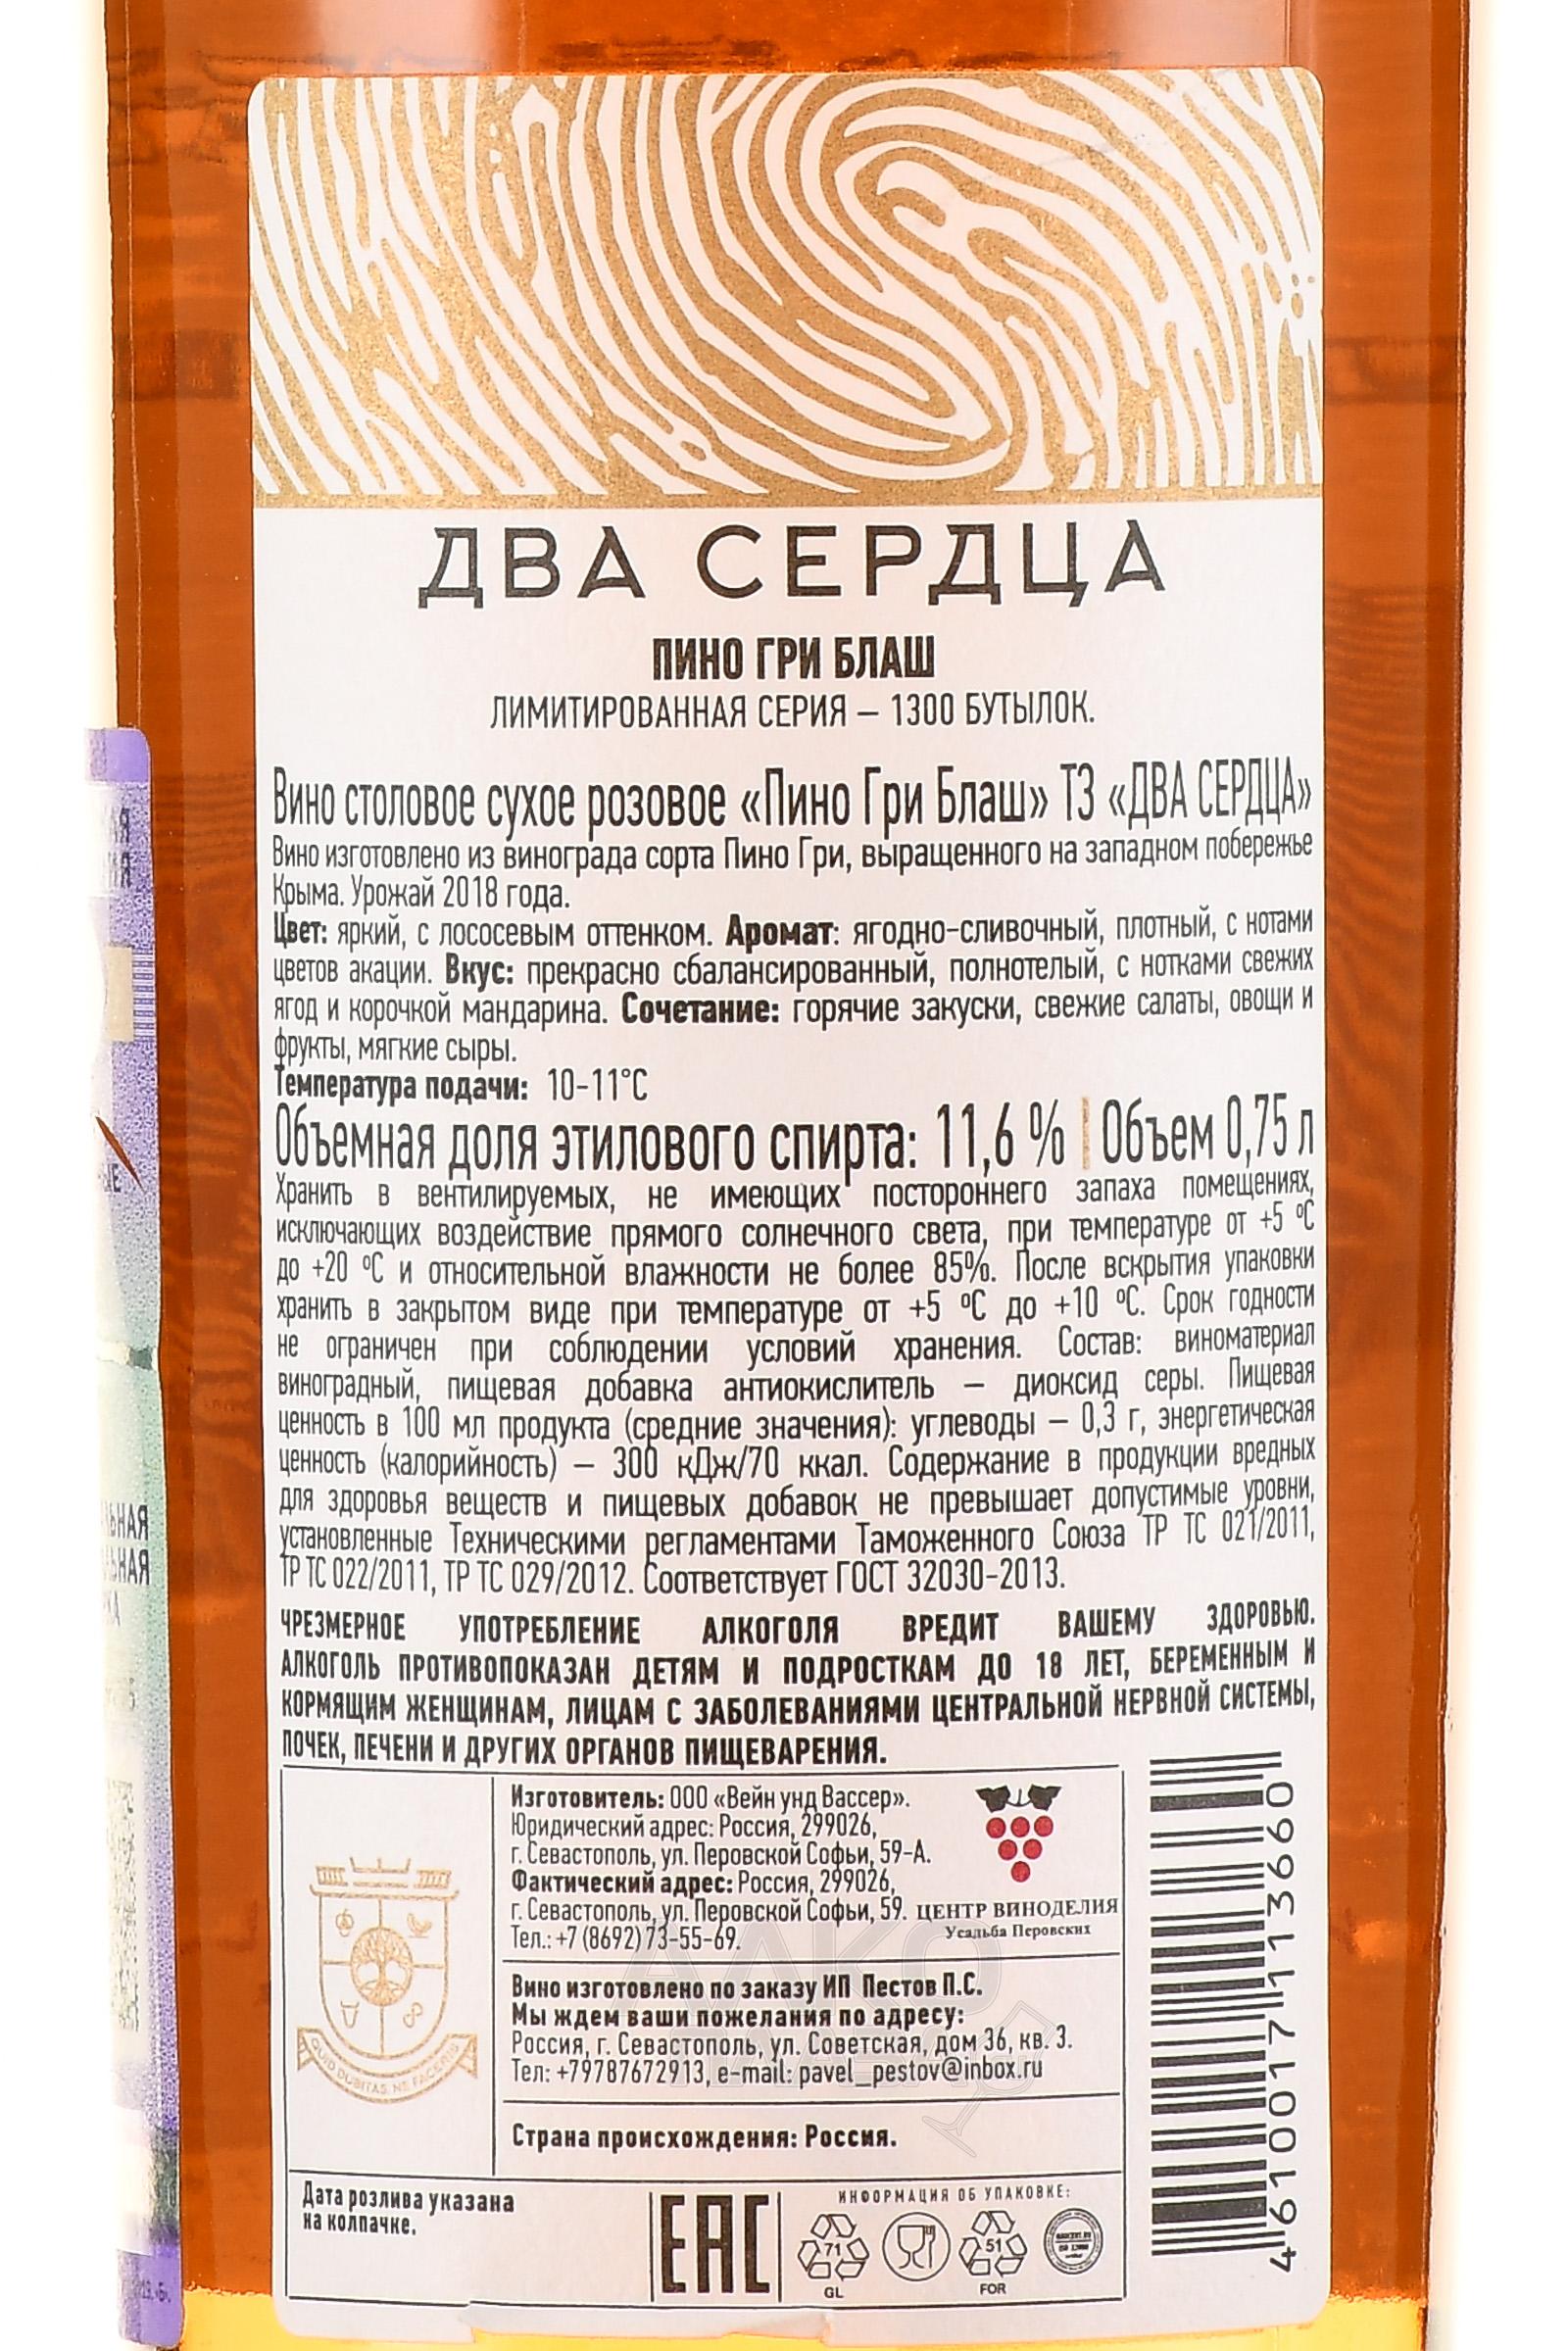 ДВА СЕРДЦА
ПИНО ГРИ БЛАШ
ЛИМИТИРОВАННАЯ СЕРИЯ – 1300 БУТЫЛОК.
Вино столовое сухое розовое «Пино Гри Блаш» ТЗ «ДВА СЕРДЦА»
Вино изготовлено из винограда сорта Пино Гри, выращенного на западном побережье
Крыма. Урожай 2018 года.
Цвет: яркий, с лососевым оттенком. Аромат: ягодно-сливочный, плотный, с нотами
цветов акации. Вкус: прекрасно сбалансированный, полнотелый, с нотками свежих
ягод и корочкой мандарина. Сочетание: горячие закуски, свежие салаты, овощи и
фрукты, мягкие сыры.
Температура подачи: 10-11°С
Объемная доля этилового спирта: 11,6 % | Объем 0,75 л
Хранить в вентилируемых, не имеющих постороннего запаха помещениях,
исключающих воздействие прямого солнечного света, при температуре от +5 ºС
до +20 ºС и относительной влажности не более 85%. После вскрытия упаковки
хранить в закрытом виде при температуре от +5 ºС до +10 ºС. Срок годности
не ограничен при соблюдении условий хранения. Состав: виноматериал
виноградный, пищевая добавка антиокислитель – диоксид серы. Пищевая
ценность в 100 мл продукта (средние значения): углеводы – 0,3 г, энергетическая
ценность (калорийность) – 300 кДж/70 ккал. Содержание в продукции вредных
для здоровья веществ и пищевых добавок не превышает допустимые уровни,
установленные Техническими регламентами Таможенного Союза ТР ТС 021/2011,
ТР ТС 022/2011, ТР ТС 029/2012. Соответствует ГОСТ 32030-2013.
ЧРЕЗМЕРНОЕ УПОТРЕБЛЕНИЕ АЛКОГОЛЯ ВРЕДИТ ВАШЕМУ ЗДОРОВЬЮ.
АЛКОГОЛЬ ПРОТИВОПОКАЗАН ДЕТЯМ И ПОДРОСТКАМ ДО 18 ЛЕТ, БЕРЕМЕННЫМ И
КОРМЯЩИМ ЖЕНЩИНАМ, ЛИЦАМ С ЗАБОЛЕВАНИЯМИ ЦЕНТРАЛЬНОЙ НЕРВНОЙ СИСТЕМЫ,
ПОЧЕК, ПЕЧЕНИ И ДРУГИХ ОРГАНОВ ПИЩЕВАРЕНИЯ.
Изготовитель: ООО «Вейн унд Вассер».
Юридический адрес: Россия, 299026,
г. Севастополь, ул. Перовской Софьи, 59-А.
Фактический адрес: Россия, 299026,
г. Севастополь, ул. Перовской Софьи, 59.
Тел.: +7 (8692) 73-55-69.
ЦЕНТР ВИНОДЕЛИЯ
Усадьба Перовских
Вино изготовлено по заказу ИП Пестов П.С.
Мы ждем ваши пожелания по адресу:
Россия, г. Севастополь, ул. Советская, дом 36, кв. 3.
Тел: +79787672913, e-mail: pavel_pestov@inbox.ru
Страна происхождения: Россия.
QUID DUBITAS, NE FACERIS
Дата розлива указана
на колпачке.
EAC
ИНФОРМАЦИЯ ОБ УПАКОВКЕ:
71
GL
51
FOR
4610017113660